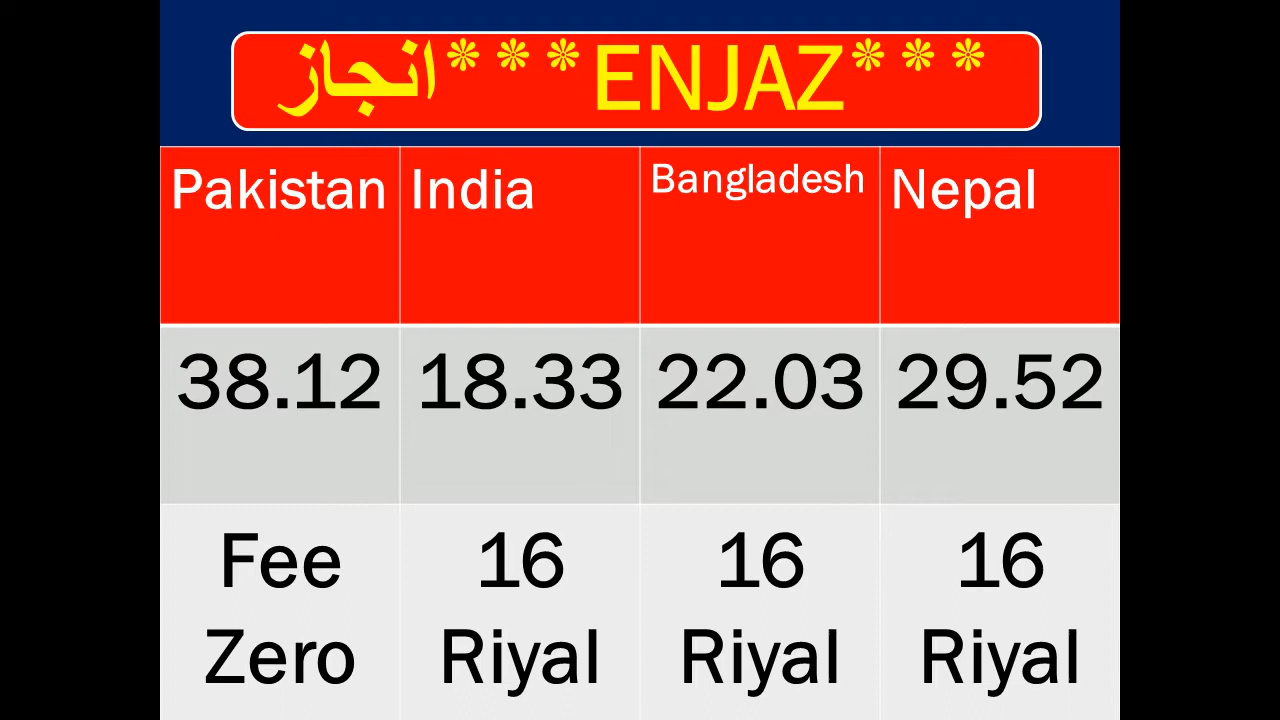 انجاز***ENJAZ***
Pakistan India Bangladesh Nepal
38.12 18.33 22.03 29.52
Fee 16 16 16
Zero Riyal Riyal Riyal